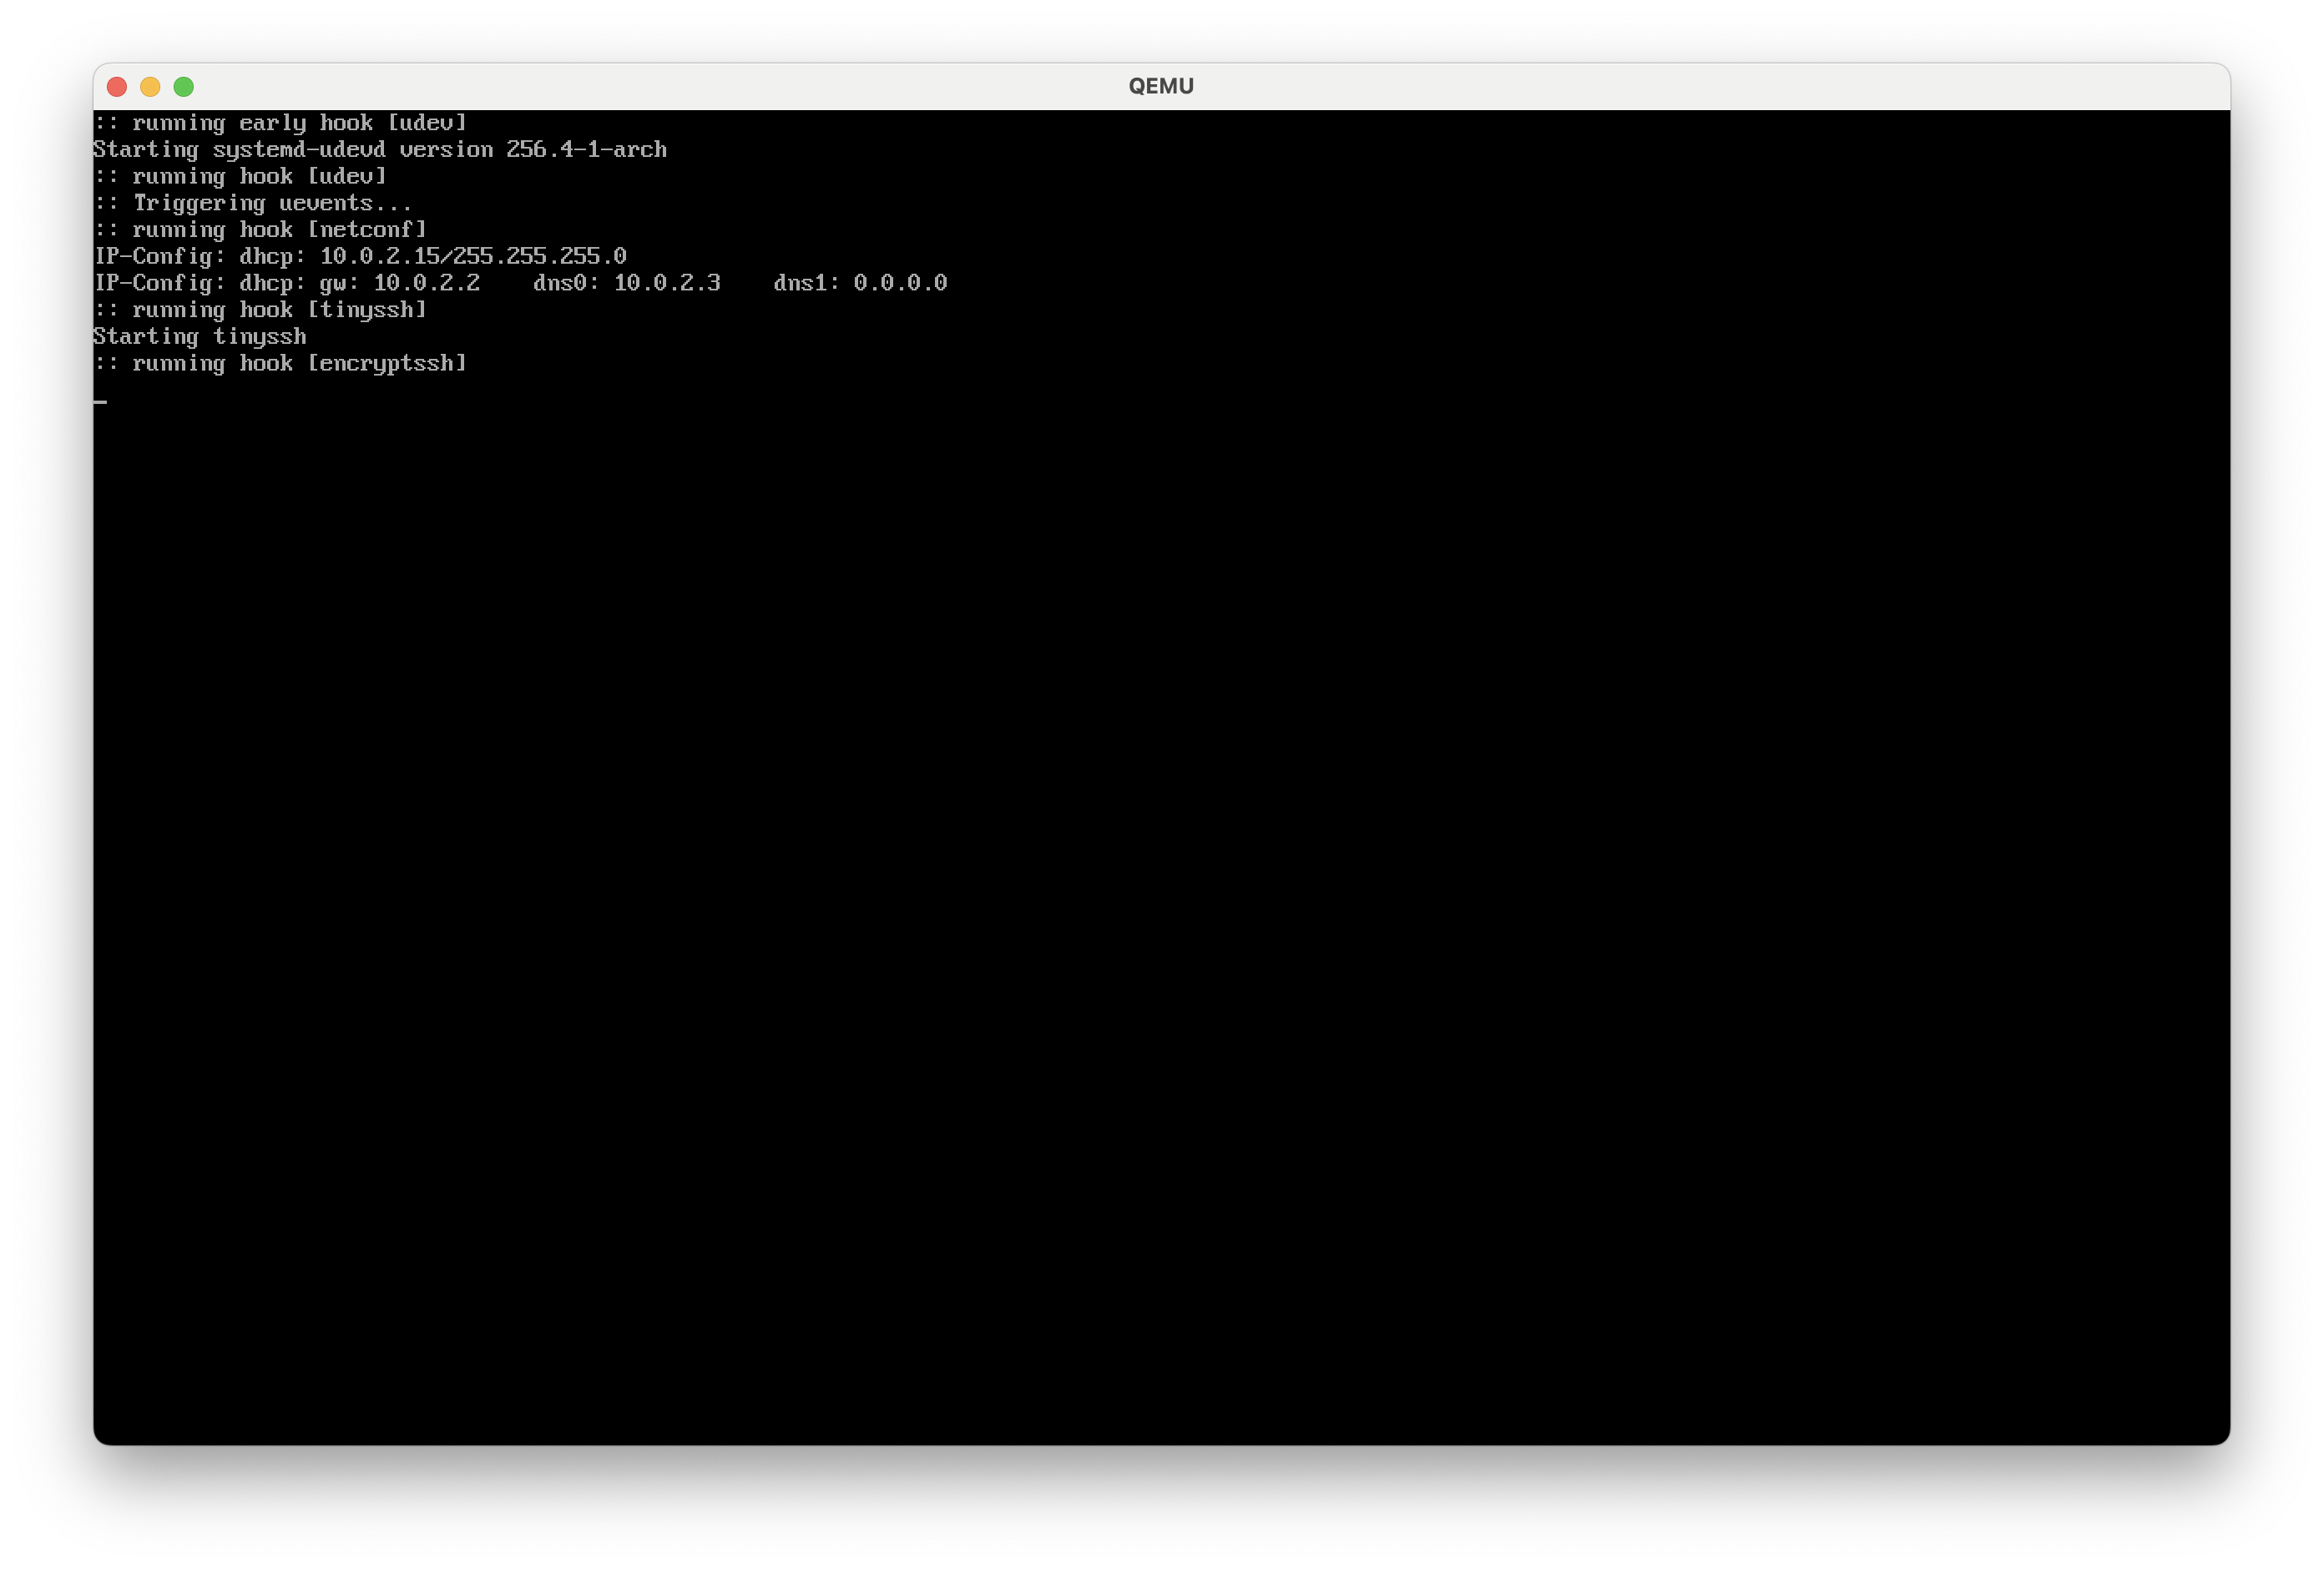 QEMU
:: running early hook [udev]
Starting systemd-udevd version 256.4-1-arch
:: running hook [udev]
:: Triggering uevents...
:: running hook [netconf]
IP-Config: dhcp: 10.0.2.15/255.255.255.0
IP-Config: dhcp: gw: 10.0.2.2    dns0: 10.0.2.3    dns1: 0.0.0.0
:: running hook [tinyssh]
Starting tinyssh
:: running hook [encryptssh]